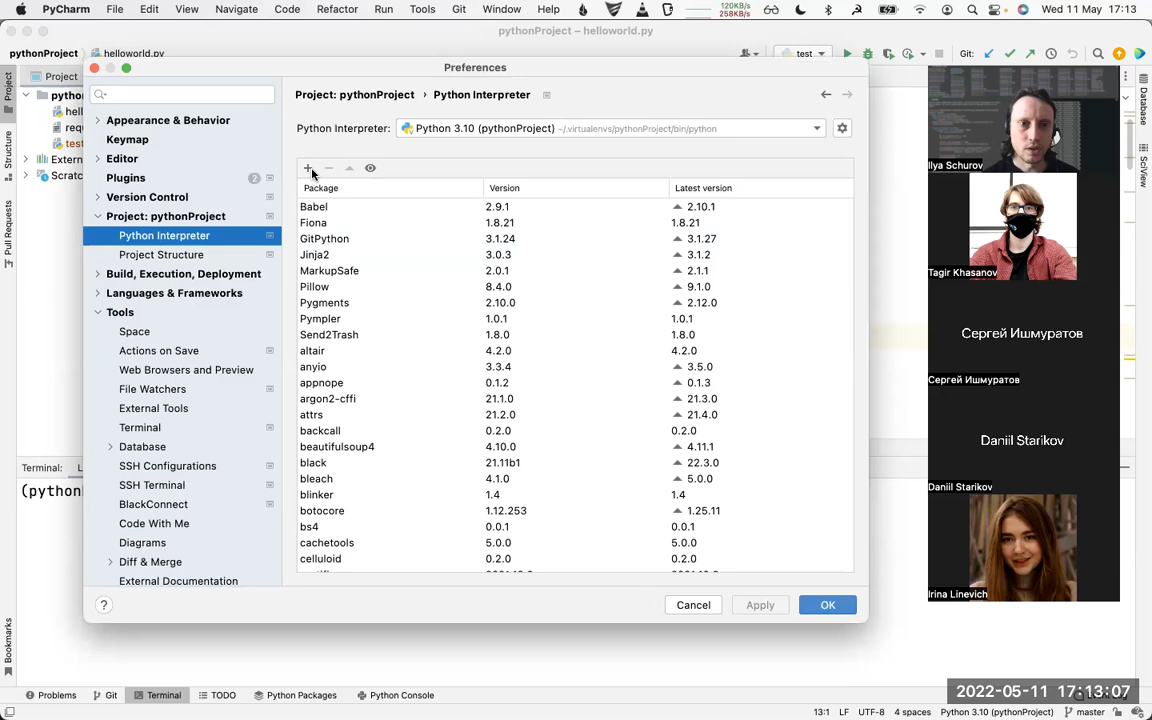 PyCharm File Edit View Navigate Code Refactor Run Tools Git Window Help 120KB/s 258KB/s Wed 11 May 17:13
pythonProject – helloworld.py
pythonProject helloworld.py test Git:
Project
Project
Structure
Pull Requests
Bookmarks
Database
SciView
Preferences
Appearance & Behavior
Keymap
Editor
Plugins 2
Version Control
Project: pythonProject
Python Interpreter
Project Structure
Build, Execution, Deployment
Languages & Frameworks
Tools
Space
Actions on Save
Web Browsers and Preview
File Watchers
External Tools
Terminal
Database
SSH Configurations
SSH Terminal
BlackConnect
Code With Me
Diagrams
Diff & Merge
External Documentation
Project: pythonProject › Python Interpreter
Python Interpreter: Python 3.10 (pythonProject) ~/.virtualenvs/pythonProject/bin/python
Package Version Latest version
Babel 2.9.1 2.10.1
Fiona 1.8.21 1.8.21
GitPython 3.1.24 3.1.27
Jinja2 3.0.3 3.1.2
MarkupSafe 2.0.1 2.1.1
Pillow 8.4.0 9.1.0
Pygments 2.10.0 2.12.0
Pympler 1.0.1 1.0.1
Send2Trash 1.8.0 1.8.0
altair 4.2.0 4.2.0
anyio 3.3.4 3.5.0
appnope 0.1.2 0.1.3
argon2-cffi 21.1.0 21.3.0
attrs 21.2.0 21.4.0
backcall 0.2.0 0.2.0
beautifulsoup4 4.10.0 4.11.1
black 21.11b1 22.3.0
bleach 4.1.0 5.0.0
blinker 1.4 1.4
botocore 1.12.253 1.25.11
bs4 0.0.1 0.0.1
cachetools 5.0.0 5.0.0
celluloid 0.2.0 0.2.0
? Cancel Apply OK
Terminal:
(python
Ilya Schurov
Tagir Khasanov
Сергей Ишмуратов
Сергей Ишмуратов
Daniil Starikov
Daniil Starikov
Irina Linevich
Problems Git Terminal TODO Python Packages Python Console
2022-05-11 17:13:07
13:1 LF UTF-8 4 spaces Python 3.10 (pythonProject) master